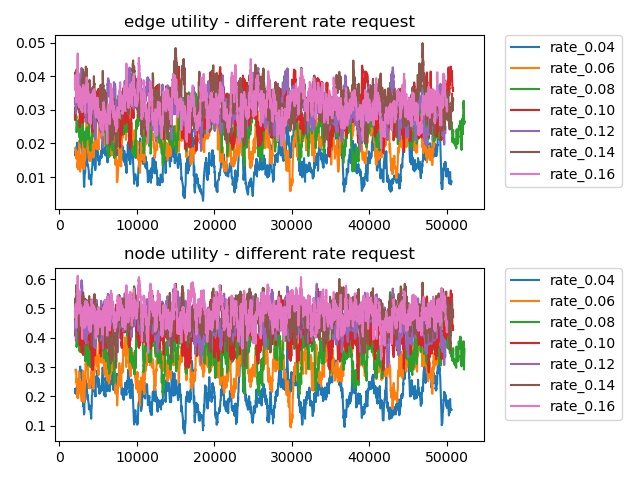 edge utility - different rate request
0.05
0.04
0.03
0.02
0.01
0 10000 20000 30000 40000 50000
rate_0.04
rate_0.06
rate_0.08
rate_0.10
rate_0.12
rate_0.14
rate_0.16
node utility - different rate request
0.6
0.5
0.4
0.3
0.2
0.1
0 10000 20000 30000 40000 50000
rate_0.04
rate_0.06
rate_0.08
rate_0.10
rate_0.12
rate_0.14
rate_0.16